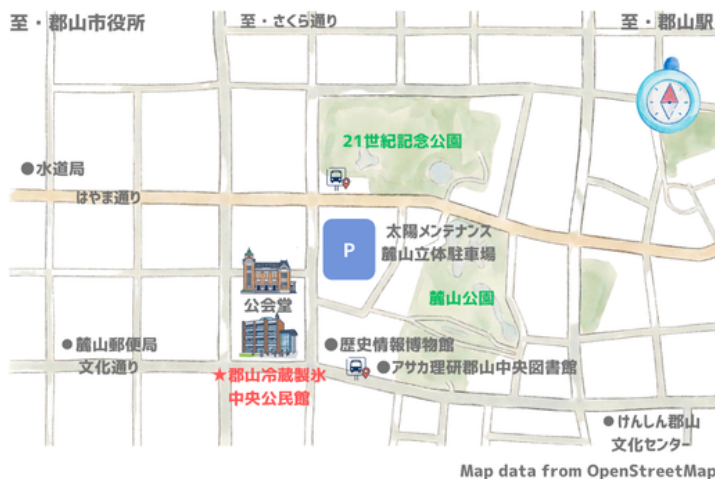 至・郡山市役所
至・さくら通り
至・郡山駅
21世紀記念公園
●水道局
はやま通り
P
太陽メンテナンス
麓山立体駐車場
公会堂
麓山公園
●麓山郵便局
文化通り
●歴史情報博物館
●アサカ理研郡山中央図書館
★郡山冷蔵製氷
中央公民館
●けんしん郡山
文化センター
Map data from OpenStreetMap